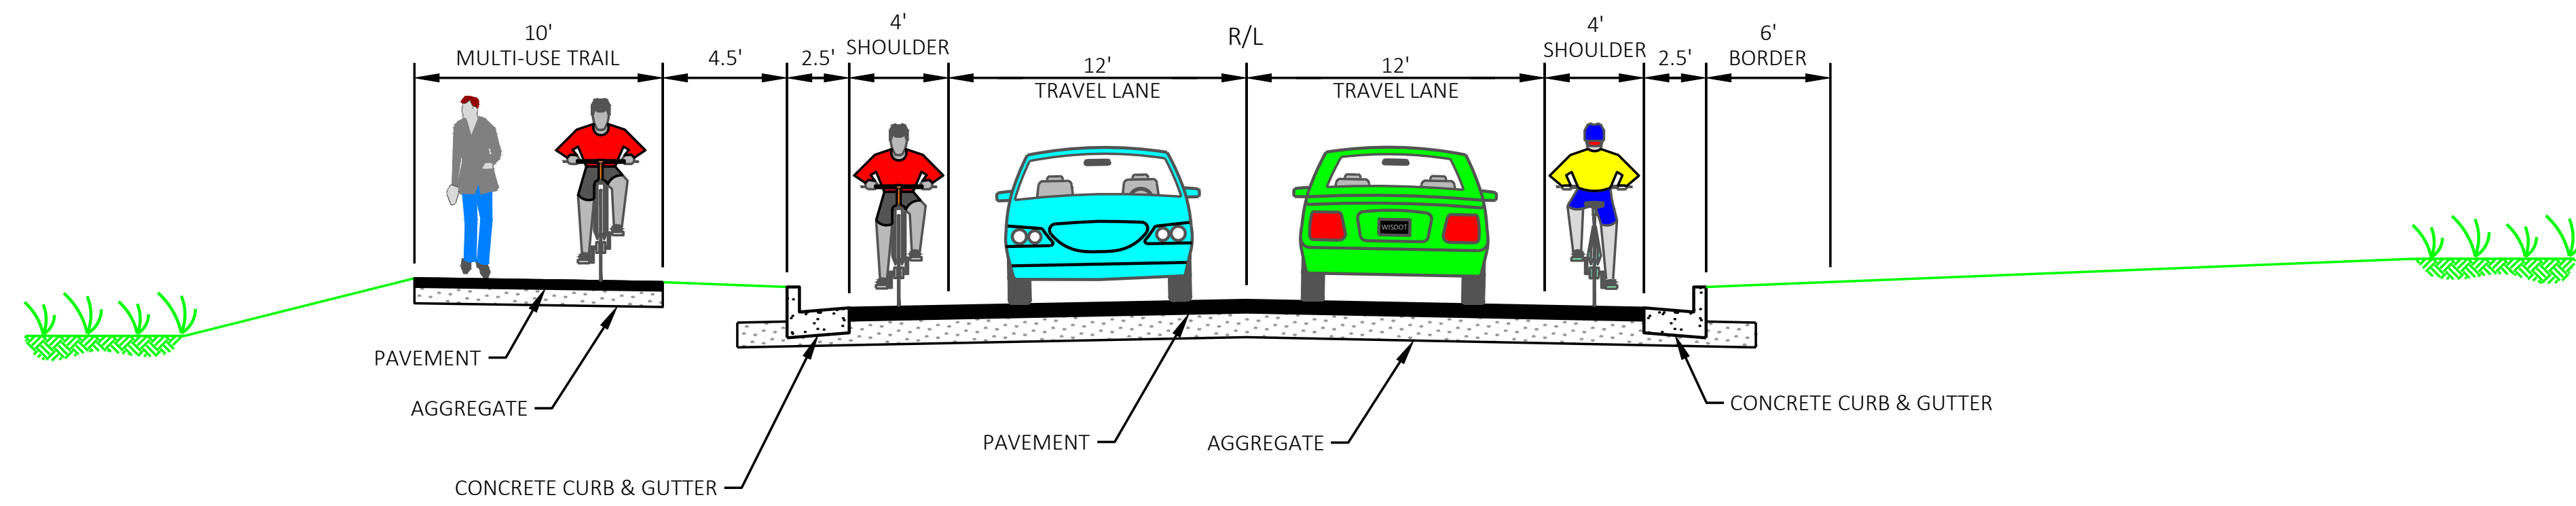 10'
MULTI-USE TRAIL
4.5'
2.5'
4'
SHOULDER
12'
TRAVEL LANE
R/L
12'
TRAVEL LANE
4'
SHOULDER
2.5'
6'
BORDER
WISDOT
PAVEMENT
AGGREGATE
CONCRETE CURB & GUTTER
PAVEMENT
AGGREGATE
CONCRETE CURB & GUTTER